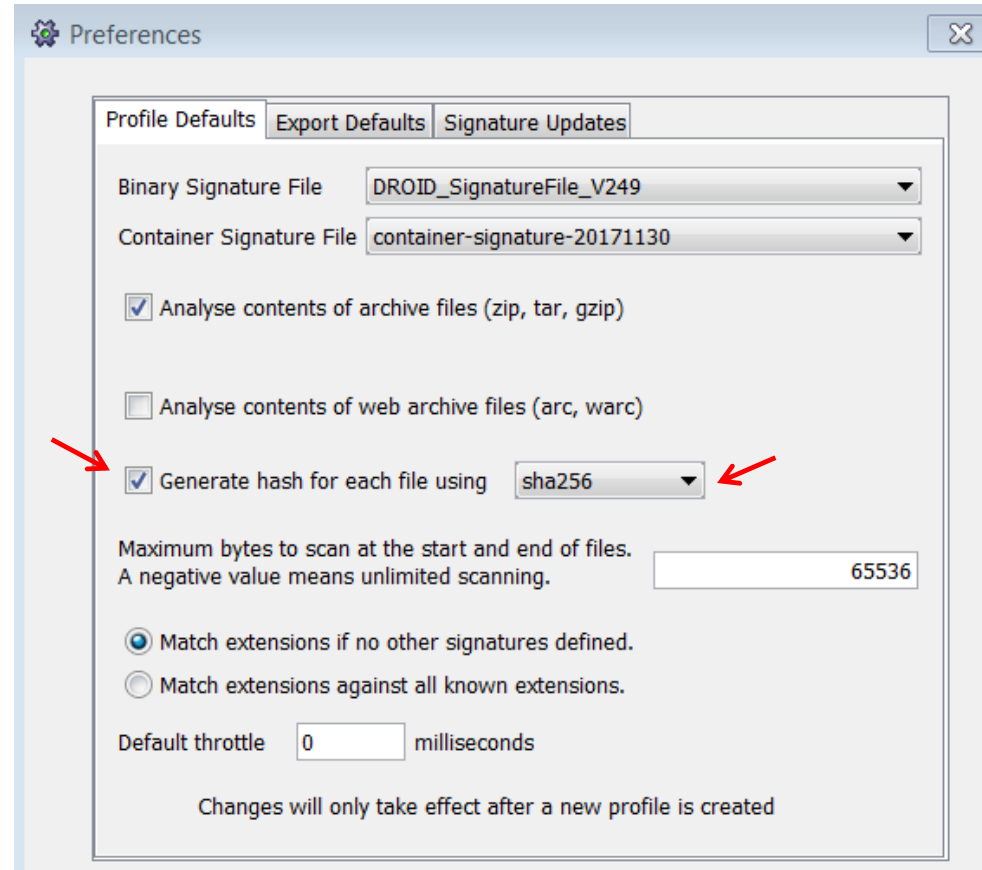 Preferences
Profile Defaults Export Defaults Signature Updates
Binary Signature File DROID_SignatureFile_V249
Container Signature File container-signature-20171130
Analyse contents of archive files (zip, tar, gzip)
Analyse contents of web archive files (arc, warc)
Generate hash for each file using sha256
Maximum bytes to scan at the start and end of files.
A negative value means unlimited scanning. 65536
Match extensions if no other signatures defined.
Match extensions against all known extensions.
Default throttle 0 milliseconds
Changes will only take effect after a new profile is created